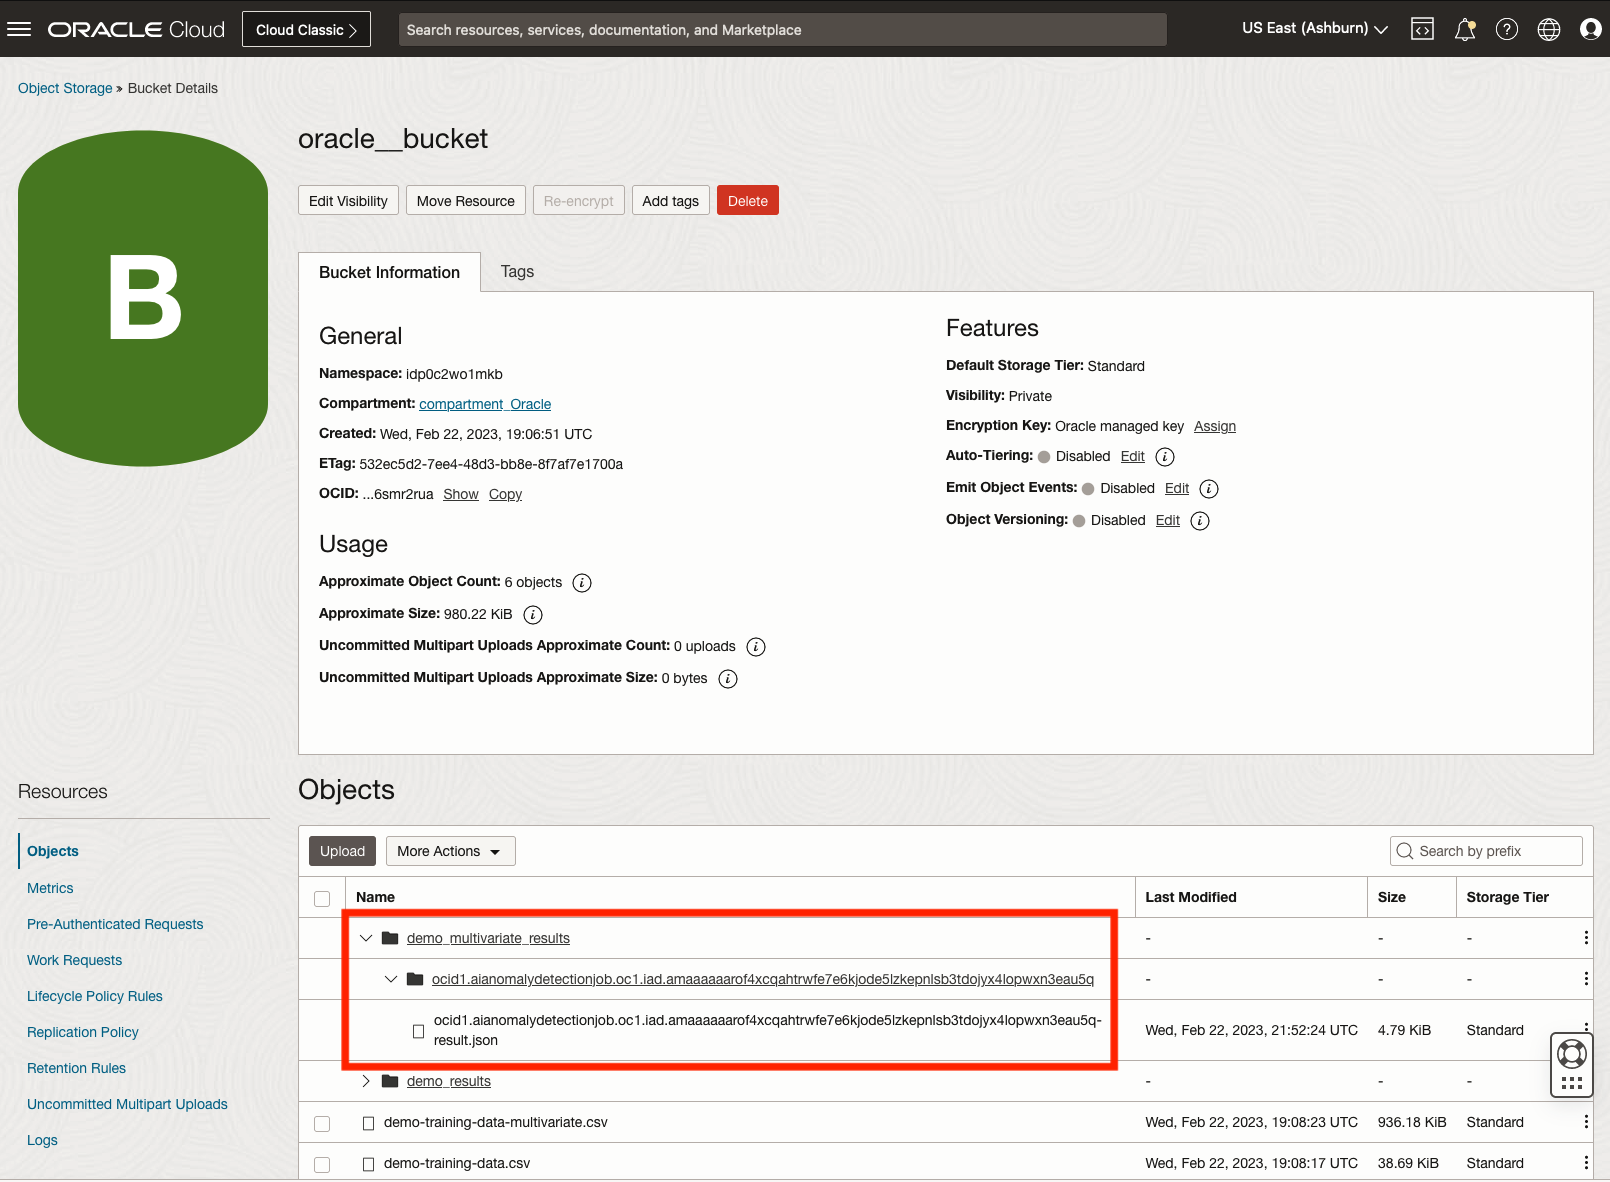 ORACLE Cloud Cloud Classic > Search resources, services, documentation, and Marketplace US East (Ashburn)
Object Storage » Bucket Details
B
oracle__bucket
Edit Visibility Move Resource Re-encrypt Add tags Delete
Bucket Information Tags
General
Namespace: idp0c2wo1mkb
Compartment: compartment_Oracle
Created: Wed, Feb 22, 2023, 19:06:51 UTC
ETag: 532ec5d2-7ee4-48d3-bb8e-8f7af7e1700a
OCID: ...6smr2rua Show Copy
Usage
Approximate Object Count: 6 objects i
Approximate Size: 980.22 KiB i
Uncommitted Multipart Uploads Approximate Count: 0 uploads i
Uncommitted Multipart Uploads Approximate Size: 0 bytes i
Features
Default Storage Tier: Standard
Visibility: Private
Encryption Key: Oracle managed key Assign
Auto-Tiering: Disabled Edit i
Emit Object Events: Disabled Edit i
Object Versioning: Disabled Edit i
Resources
Objects
Metrics
Pre-Authenticated Requests
Work Requests
Lifecycle Policy Rules
Replication Policy
Retention Rules
Uncommitted Multipart Uploads
Logs
Objects
Upload More Actions Search by prefix
Name Last Modified Size Storage Tier
demo_multivariate_results - - -
ocid1.aianomalydetectionjob.oc1.iad.amaaaaaarof4xcqahtrwfe7e6kjode5lzkepnlsb3tdojyx4lopwxn3eau5q - - -
ocid1.aianomalydetectionjob.oc1.iad.amaaaaaarof4xcqahtrwfe7e6kjode5lzkepnlsb3tdojyx4lopwxn3eau5q-
result.json Wed, Feb 22, 2023, 21:52:24 UTC 4.79 KiB Standard
demo_results - - -
demo-training-data-multivariate.csv Wed, Feb 22, 2023, 19:08:23 UTC 936.18 KiB Standard
demo-training-data.csv Wed, Feb 22, 2023, 19:08:17 UTC 38.69 KiB Standard